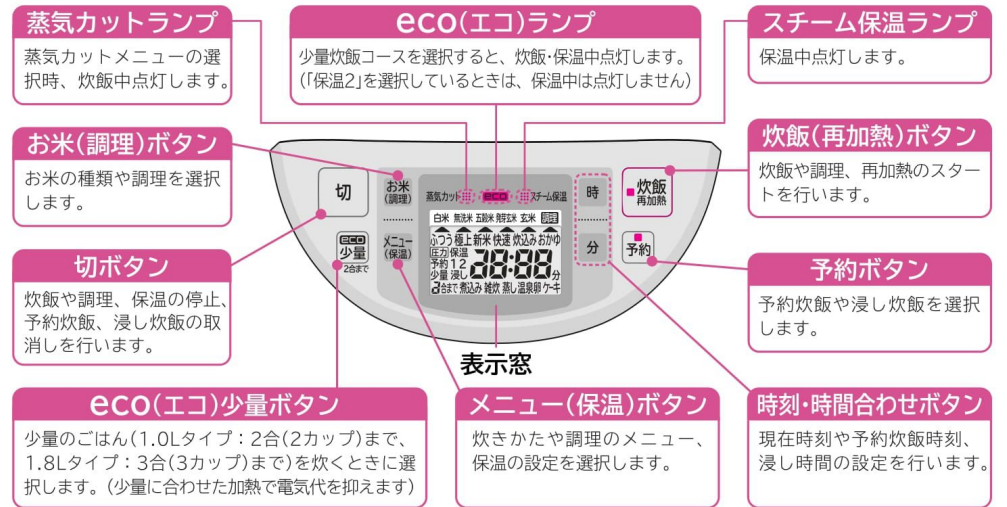 蒸気カットランプ
蒸気カットメニューの選
択時、炊飯中点灯します。
eco(エコ)ランプ
少量炊飯コースを選択すると、炊飯・保温中点灯します。
(「保温2」を選択しているときは、保温中は点灯しません)
スチーム保温ランプ
保温中点灯します。
お米(調理)ボタン
お米の種類や調理を選択
します。
炊飯(再加熱)ボタン
炊飯や調理、再加熱のスター
トを行います。
切ボタン
炊飯や調理、保温の停止、
予約炊飯、浸し炊飯の取
消しを行います。
予約ボタン
予約炊飯や浸し炊飯を選択
します。
切
お米
(調理)
eco
少量
2合まで
メニュー
(保温)
蒸気カット eco スチーム保温
白米 無洗米 五穀米 発芽玄米 玄米 調理
ふつう 極上 新米 快速 炊込み おかゆ
圧力 保温
予約 1 2
少量 浸し 88:88 分
2合まで 煮込み 雑炊 蒸し 温泉卵 ケーキ
時
分
炊飯
再加熱
予約
表示窓
eco(エコ)少量ボタン
少量のごはん(1.0Lタイプ:2合(2カップ)まで、
1.8Lタイプ:3合(3カップ)まで)を炊くときに選
択します。(少量に合わせた加熱で電気代を抑えます)
メニュー(保温)ボタン
炊きかたや調理のメニュー、
保温の設定を選択します。
時刻・時間合わせボタン
現在時刻や予約炊飯時刻、
浸し時間の設定を行います。